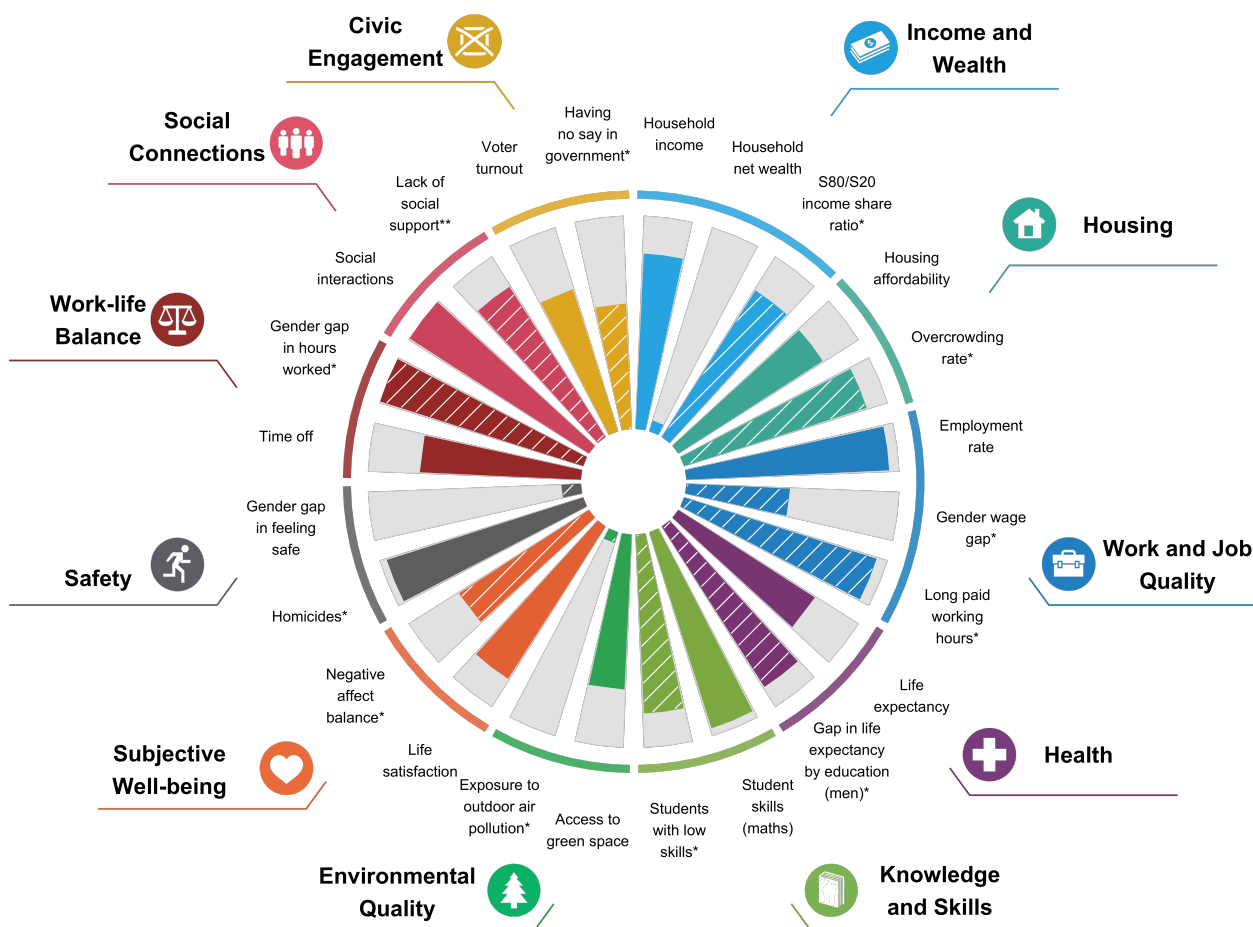 Civic
Engagement
Income and
Wealth
Social
Connections
Having
no say in
government*
Household
income
Voter
turnout
Household
net wealth
Lack of
social
support**
S80/S20
income share
ratio*
Housing
Social
interactions
Housing
affordability
Work-life
Balance
Gender gap
in hours
worked*
Overcrowding
rate*
Time off
Employment
rate
Gender gap
in feeling
safe
Gender wage
gap*
Safety
Work and Job
Quality
Homicides*
Long paid
working
hours*
Negative
affect
balance*
Life
expectancy
Subjective
Well-being
Life
satisfaction
Gap in life
expectancy
by education
(men)*
Health
Exposure to
outdoor air
pollution*
Access to
green space
Students
with low
skills*
Student
skills
(maths)
Environmental
Quality
Knowledge
and Skills